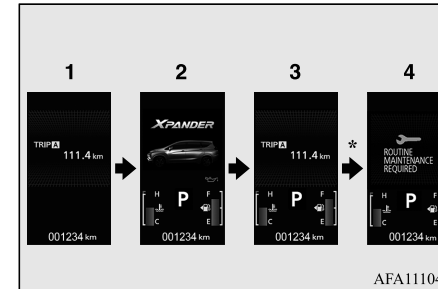 1
2
3
4
TRIP A
111.4 km
001234 km
XPANDER
H
F
P
C
E
001234 km
TRIP A
111.4 km
H
F
P
C
E
001234 km
*
ROUTINE
MAINTENANCE
REQUIRED
H
F
P
C
E
001234 km
AFA11104